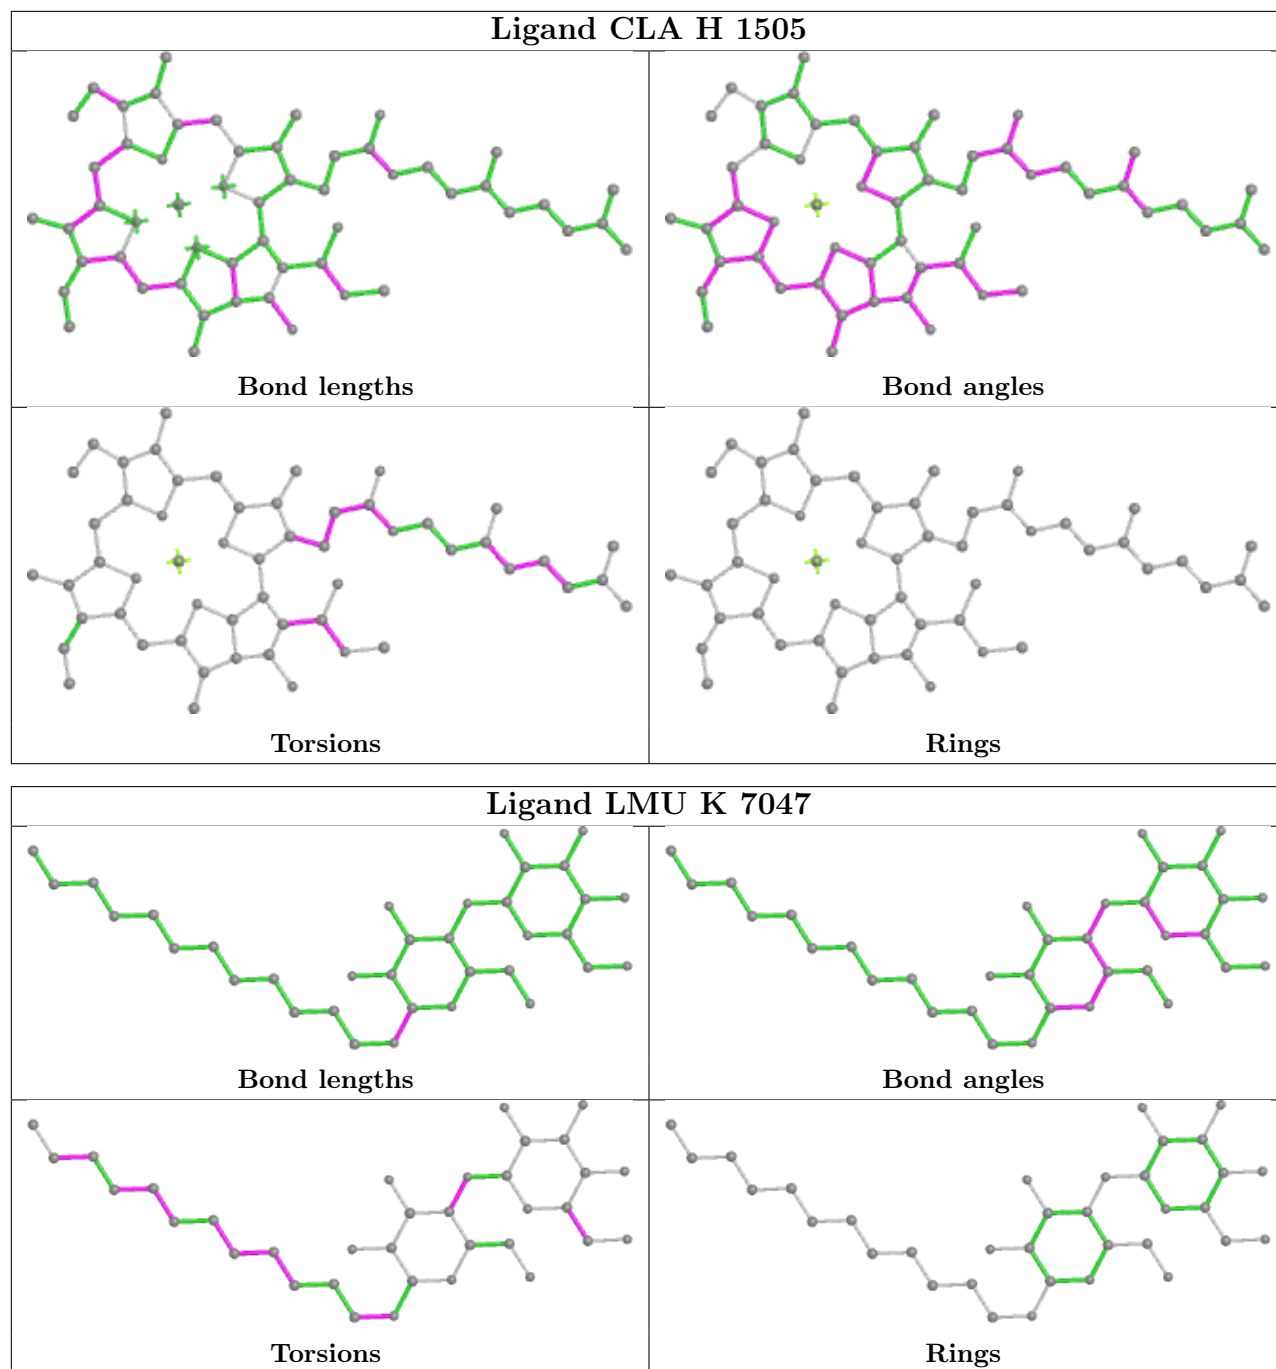 Ligand CLA H 1505
Bond lengths
Bond angles
Torsions
Rings
Ligand LMU K 7047
Bond lengths
Bond angles
Torsions
Rings